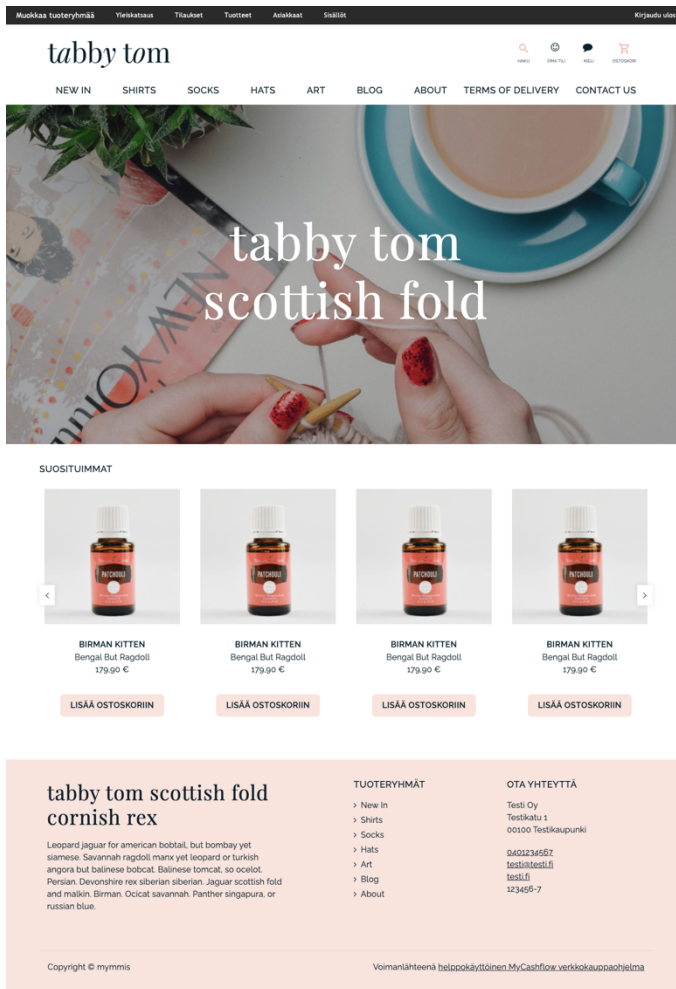 Muokkaa tuoteryhmää Yleiskatsaus Tilaukset Tuotteet Asiakkaat Sisällöt Kirjaudu ulos
tabby tom
HAKU OMA TILI KIELI OSTOSKORI
NEW IN SHIRTS SOCKS HATS ART BLOG ABOUT TERMS OF DELIVERY CONTACT US
NEW YORK
tabby tom
scottish fold
SUOSITUIMMAT
PATCHOULI PATCHOULI PATCHOULI PATCHOULI
BIRMAN KITTEN BIRMAN KITTEN BIRMAN KITTEN BIRMAN KITTEN
Bengal But Ragdoll Bengal But Ragdoll Bengal But Ragdoll Bengal But Ragdoll
179,90 € 179,90 € 179,90 € 179,90 €
LISÄÄ OSTOSKORIIN LISÄÄ OSTOSKORIIN LISÄÄ OSTOSKORIIN LISÄÄ OSTOSKORIIN
tabby tom scottish fold
cornish rex
Leopard jaguar for american bobtail, but bombay yet
siamese. Savannah ragdoll manx yet leopard or turkish
angora but balinese bobcat. Balinese tomcat, so ocelot.
Persian. Devonshire rex siberian siberian. Jaguar scottish fold
and malkin. Birman. Ocicat savannah. Panther singapura, or
russian blue.
TUOTERYHMÄT
New In
Shirts
Socks
Hats
Art
Blog
About
OTA YHTEYTTÄ
Testi Oy
Testikatu 1
00100 Testikaupunki
0401234567
testi@testi.fi
testi.fi
123456-7
Copyright © mymmis
Voimanlähteenä helppokäyttöinen MyCashflow verkkokauppaohjelma